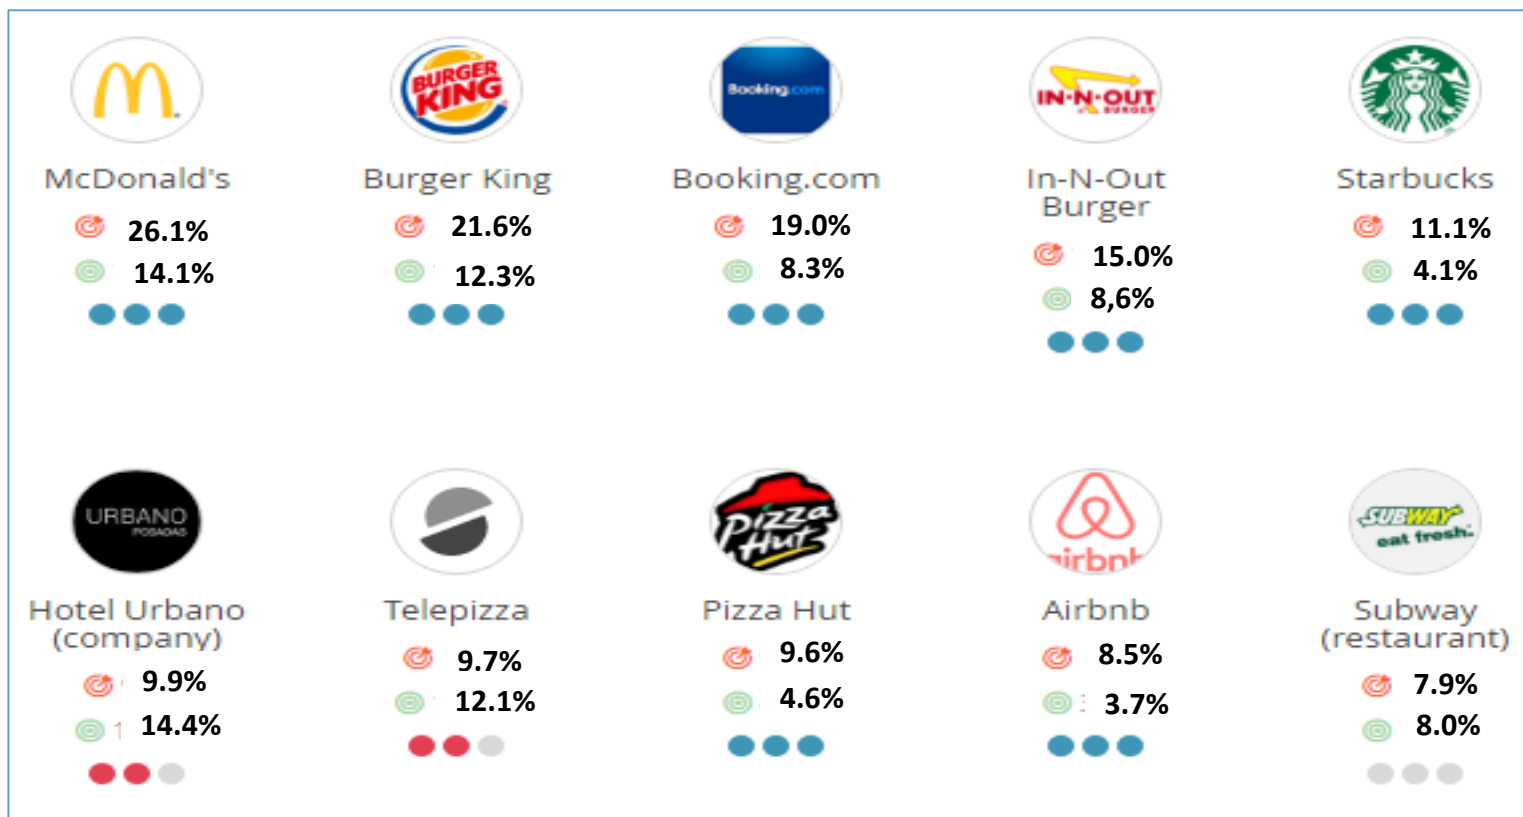 BURGER
KING
Booking.com
IN-N-OUT
BURGER
McDonald's
Burger King
Booking.com
In-N-Out
Burger
Starbucks
26.1%
21.6%
19.0%
15.0%
11.1%
14.1%
12.3%
8.3%
8,6%
4.1%
URBANO
POSADAS
Pizza
Hut
airbnb
SUBWAY
eat fresh.
Hotel Urbano
(company)
Telepizza
Pizza Hut
Airbnb
Subway
(restaurant)
9.9%
9.7%
9.6%
8.5%
7.9%
14.4%
12.1%
4.6%
3.7%
8.0%